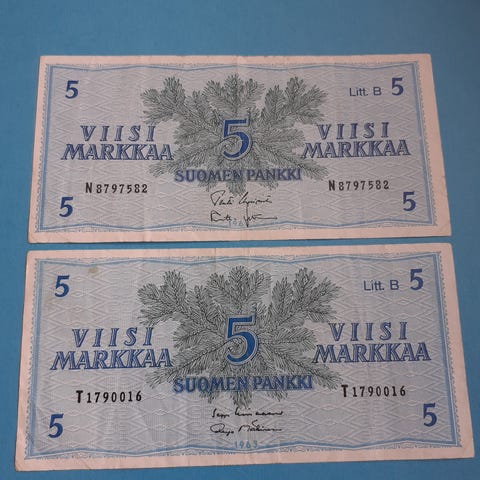 5 Litt. B 5
VIISI 5 VIISI
MARKKAA MARKKAA
SUOMEN PANKKI
N8797582 N8797582
5 5
5 Litt. B 5
VIISI 5 VIISI
MARKKAA MARKKAA
SUOMEN PANKKI
T1790016 T1790016
5 5
1963